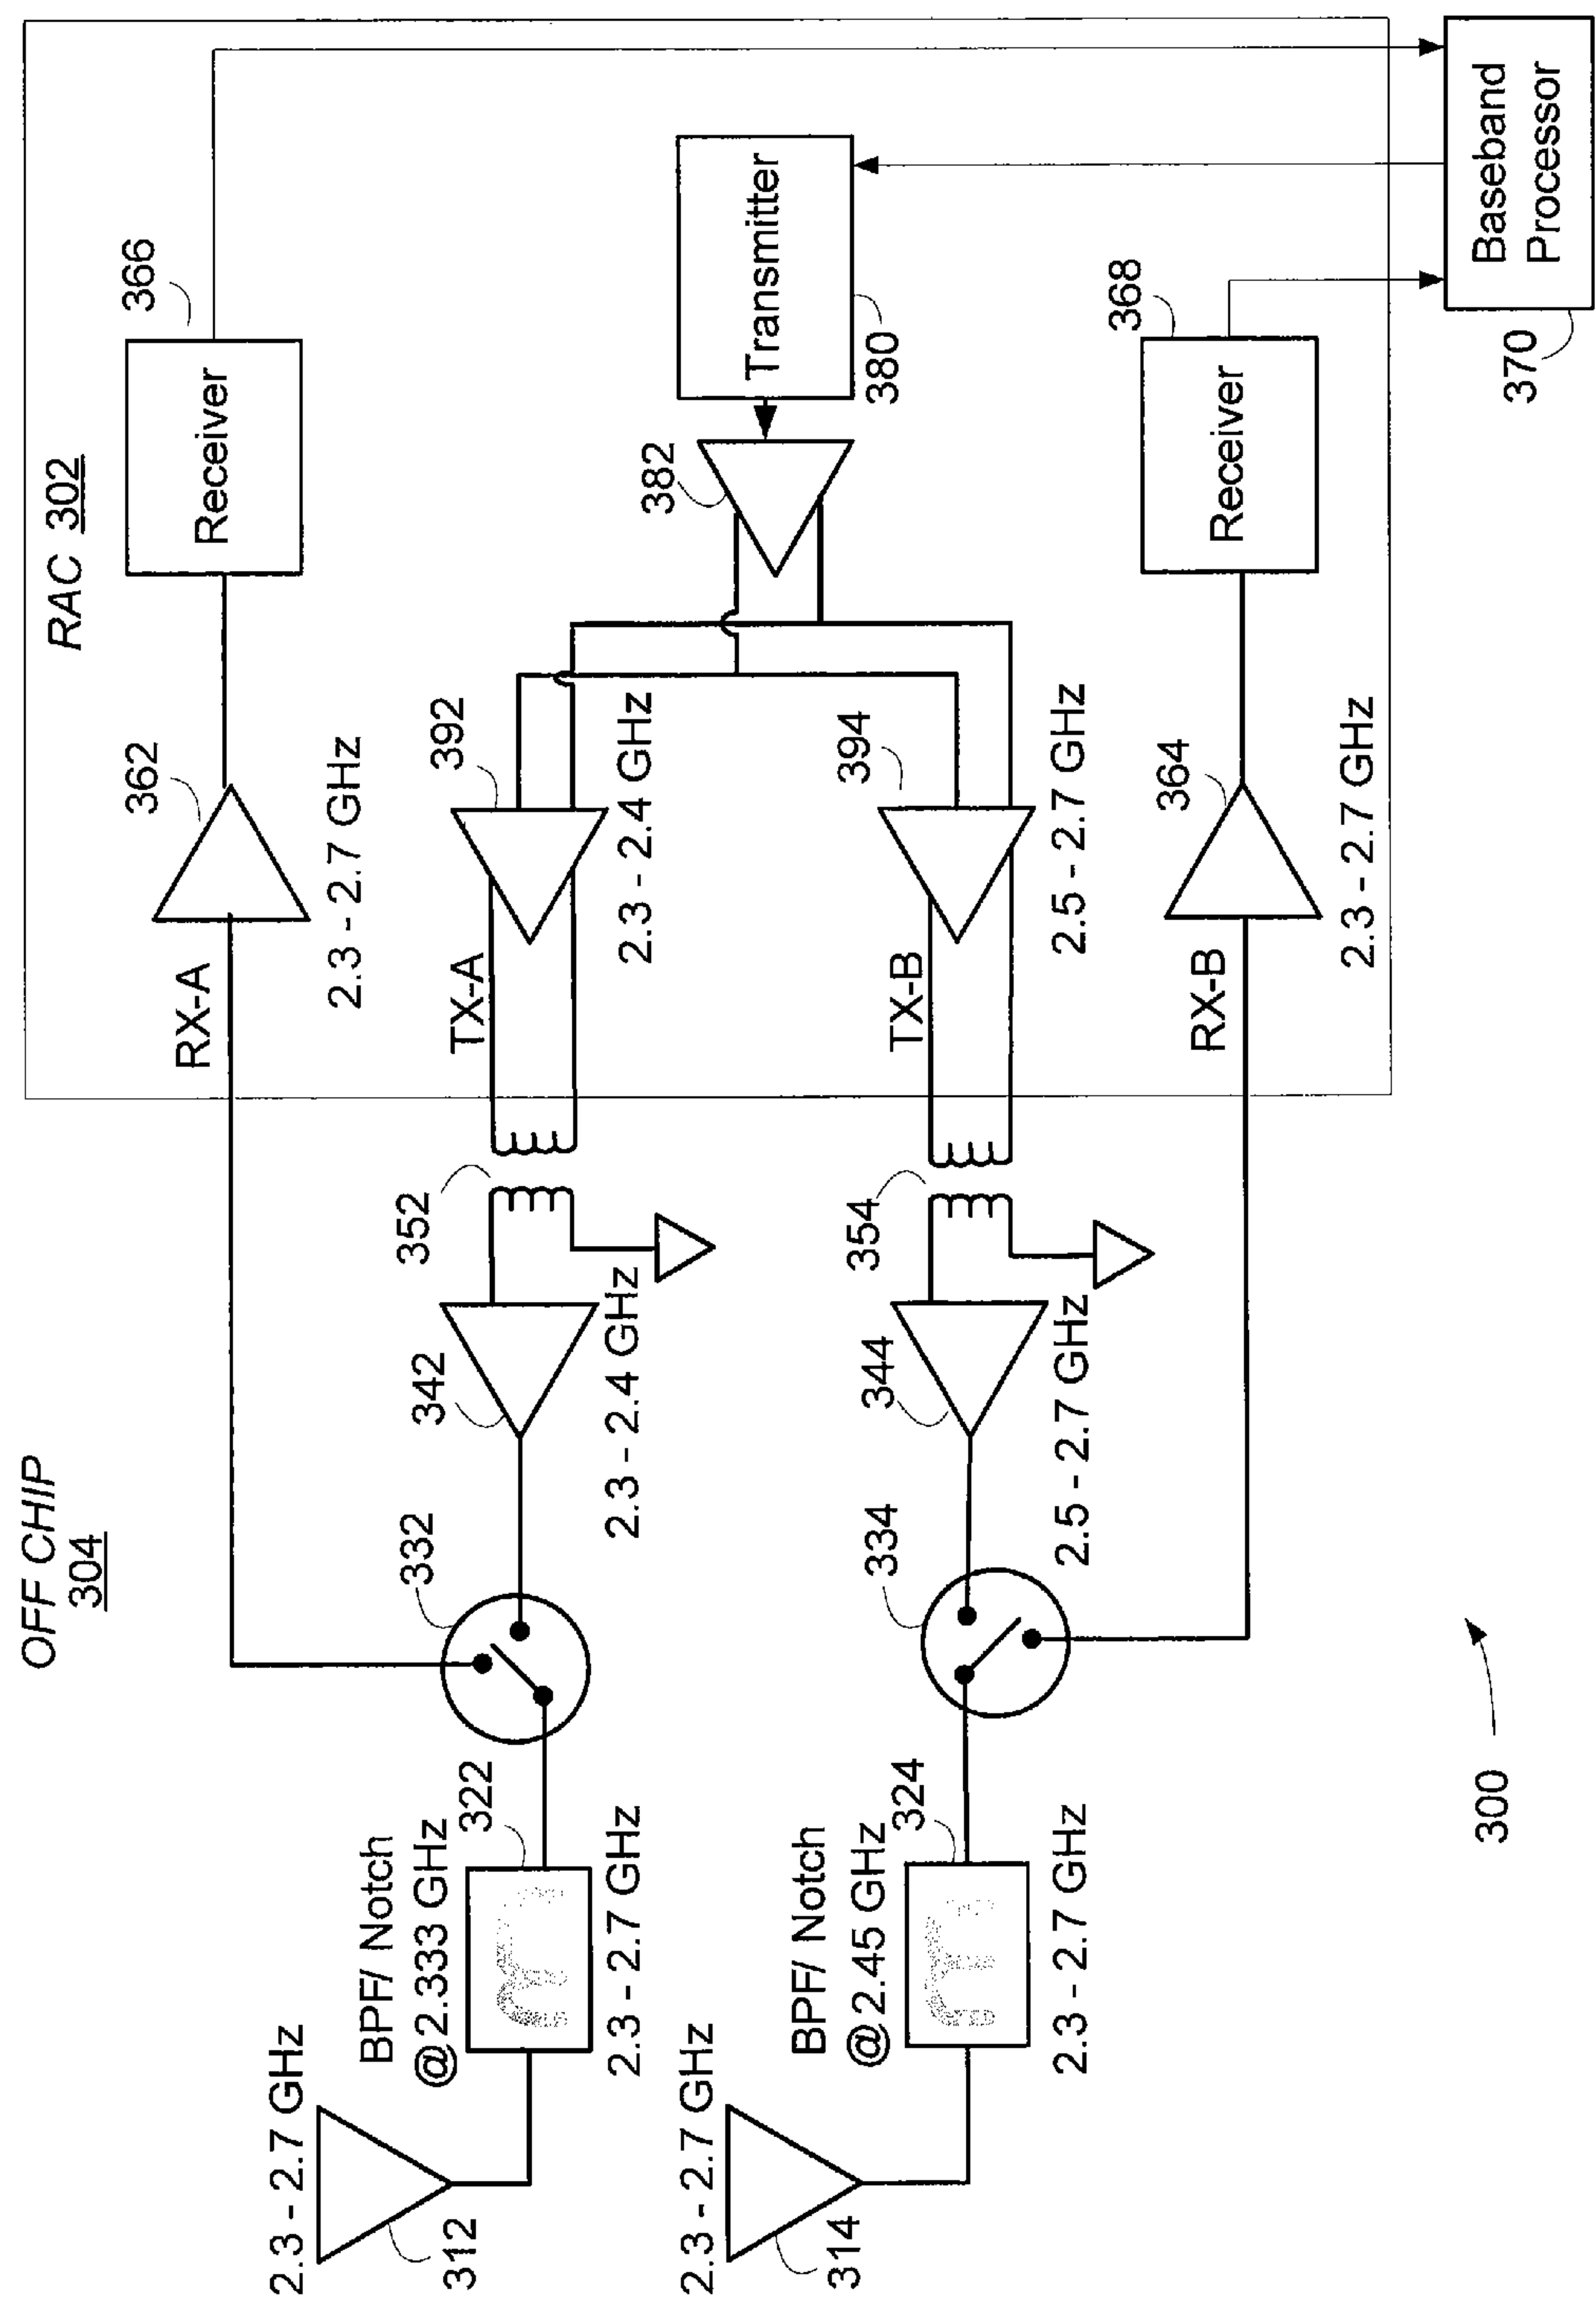 OFF CHIP
304
RAC 302
2.3 - 2.7 GHz
312
BPF/ Notch
@2.333 GHz
322
2.3 - 2.7 GHz
332
342
2.3 - 2.4 GHz
352
RX-A
362
2.3 - 2.7 GHz
Receiver
366
TX-A
392
2.3 - 2.4 GHz
382
Transmitter
380
2.3 - 2.7 GHz
314
BPF/ Notch
@2.45 GHz
324
2.3 - 2.7 GHz
334
344
2.5 - 2.7 GHz
354
TX-B
394
2.5 - 2.7 GHz
RX-B
364
2.3 - 2.7 GHz
Receiver
368
Baseband
Processor
370
300